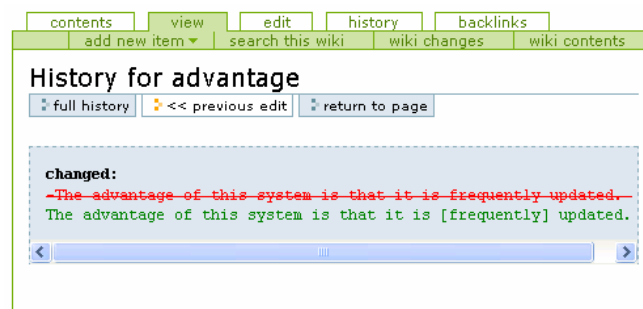 contents view edit history backlinks
add new item search this wiki wiki changes wiki contents
History for advantage
full history << previous edit return to page
changed:
-The advantage of this system is that it is frequently updated.
The advantage of this system is that it is [frequently] updated.